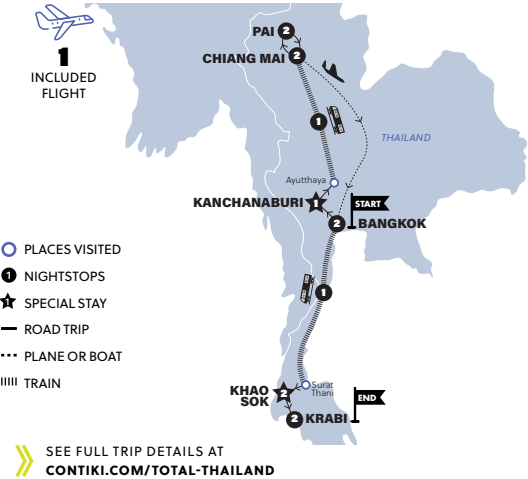 1
INCLUDED
FLIGHT
PAI
2
CHIANG MAI
2
1
THAILAND
Ayutthaya
KANCHANABURI
1
START
2
BANGKOK
1
PLACES VISITED
1 NIGHTSTOPS
1 SPECIAL STAY
ROAD TRIP
PLANE OR BOAT
TRAIN
KHAO
SOK
2
Surat
Thani
END
2
KRABI
SEE FULL TRIP DETAILS AT
CONTIKI.COM/TOTAL-THAILAND